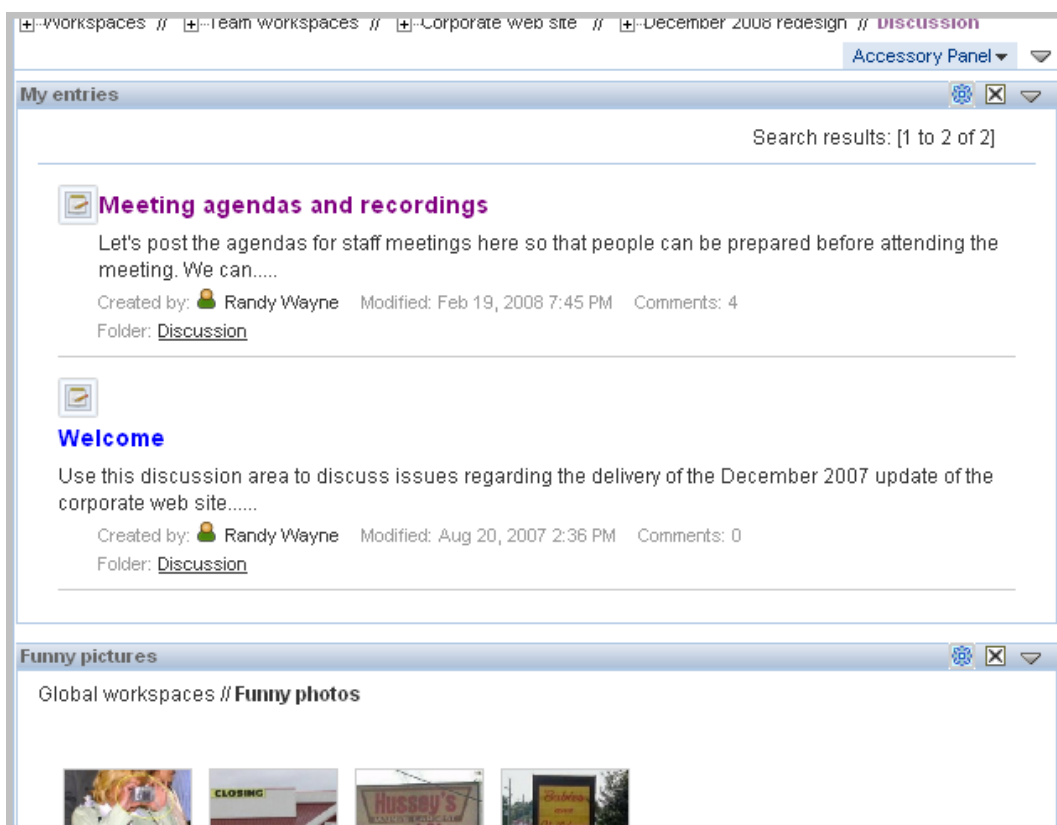 Workspaces // Team workspaces // Corporate web site // December 2008 redesign // Discussion
Accessory Panel
My entries
Search results: [1 to 2 of 2]
Meeting agendas and recordings
Let's post the agendas for staff meetings here so that people can be prepared before attending the
meeting. We can.....
Created by: Randy Wayne Modified: Feb 19, 2008 7:45 PM Comments: 4
Folder: Discussion
Welcome
Use this discussion area to discuss issues regarding the delivery of the December 2007 update of the
corporate web site......
Created by: Randy Wayne Modified: Aug 20, 2007 2:36 PM Comments: 0
Folder: Discussion
Funny pictures
Global workspaces // Funny photos
CLOSING
Hussey's
Babies
and